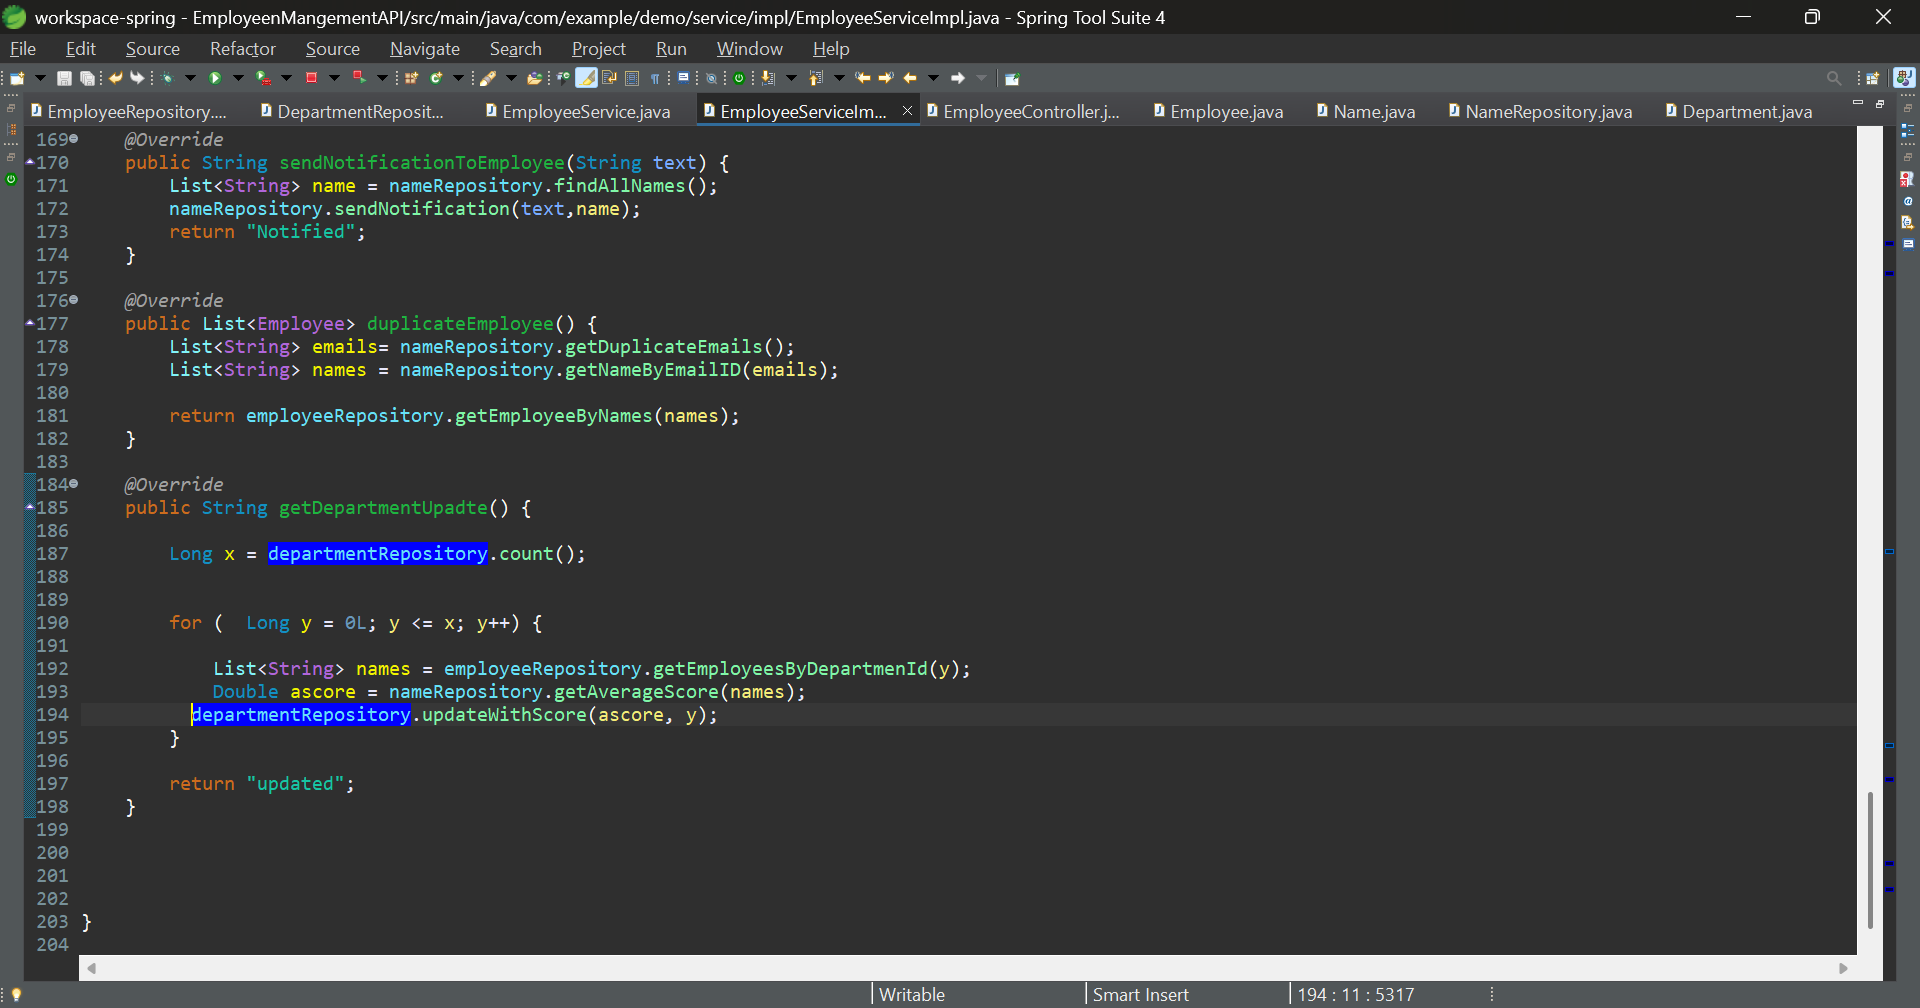 workspace-spring - EmployeenMangementAPI/src/main/java/com/example/demo/service/impl/EmployeeServiceImpl.java - Spring Tool Suite 4
File Edit Source Refactor Source Navigate Search Project Run Window Help
EmployeeRepository.... DepartmentReposit... EmployeeService.java EmployeeServiceIm... EmployeeController.j... Employee.java Name.java NameRepository.java Department.java
169 @Override
170 public String sendNotificationToEmployee(String text) {
171 List<String> name = nameRepository.findAllNames();
172 nameRepository.sendNotification(text,name);
173 return "Notified";
174 }
175
176 @Override
177 public List<Employee> duplicateEmployee() {
178 List<String> emails= nameRepository.getDuplicateEmails();
179 List<String> names = nameRepository.getNameByEmailID(emails);
180
181 return employeeRepository.getEmployeeByNames(names);
182 }
183
184 @Override
185 public String getDepartmentUpadte() {
186
187 Long x = departmentRepository.count();
188
189
190 for ( Long y = 0L; y <= x; y++) {
191
192 List<String> names = employeeRepository.getEmployeesByDepartmenId(y);
193 Double ascore = nameRepository.getAverageScore(names);
194 departmentRepository.updateWithScore(ascore, y);
195 }
196
197 return "updated";
198 }
199
200
201
202
203 }
204
Writable Smart Insert 194 : 11 : 5317